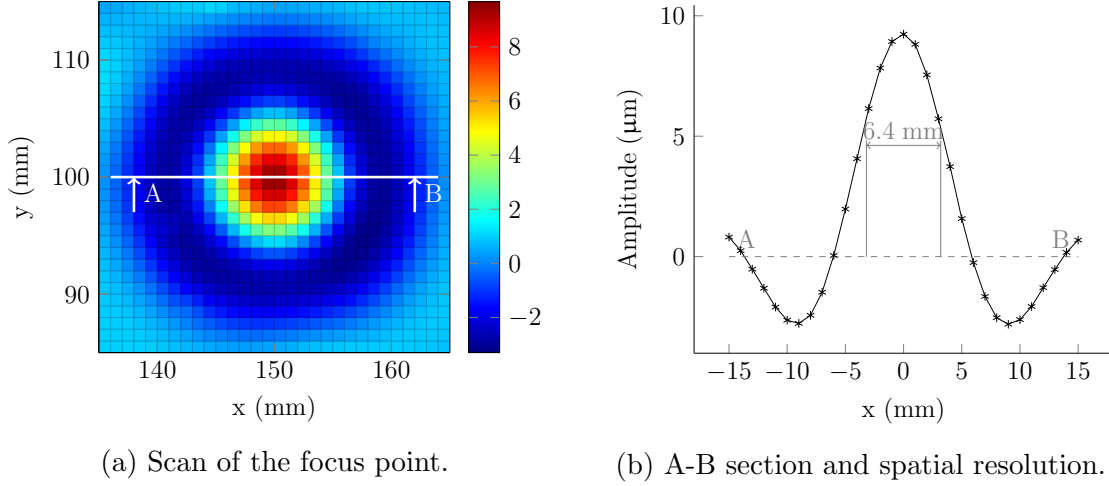 110
100
90
y (mm)
A
B
140
150
160
x (mm)
8
6
4
2
0
−2
(a) Scan of the focus point.
10
5
0
Amplitude (μm)
6.4 mm
A
B
−15
−10
−5
0
5
10
15
x (mm)
(b) A-B section and spatial resolution.